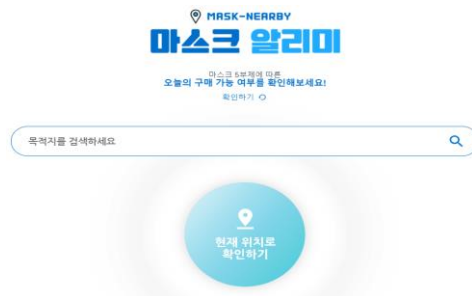 MASK-NEARBY
마스크 알리미
마스크 5부제에 따른
오늘의 구매 가능 여부를 확인해보세요!
확인하기
목적지를 검색하세요
현재 위치로
확인하기